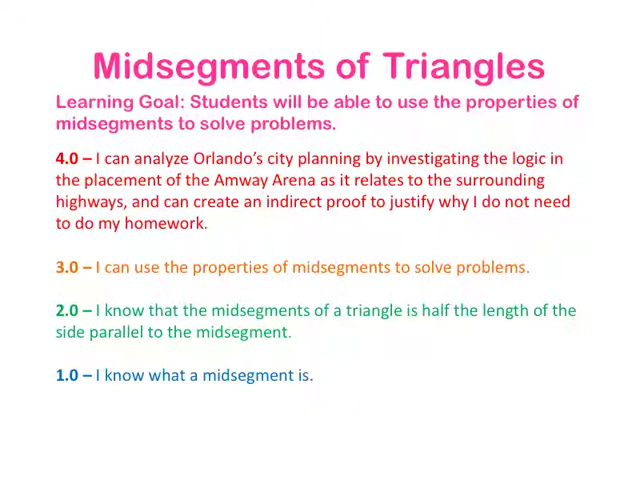 Midsegments of Triangles
Learning Goal: Students will be able to use the properties of
midsegments to solve problems.
4.0 – I can analyze Orlando’s city planning by investigating the logic in
the placement of the Amway Arena as it relates to the surrounding
highways, and can create an indirect proof to justify why I do not need
to do my homework.
3.0 – I can use the properties of midsegments to solve problems.
2.0 – I know that the midsegments of a triangle is half the length of the
side parallel to the midsegment.
1.0 – I know what a midsegment is.